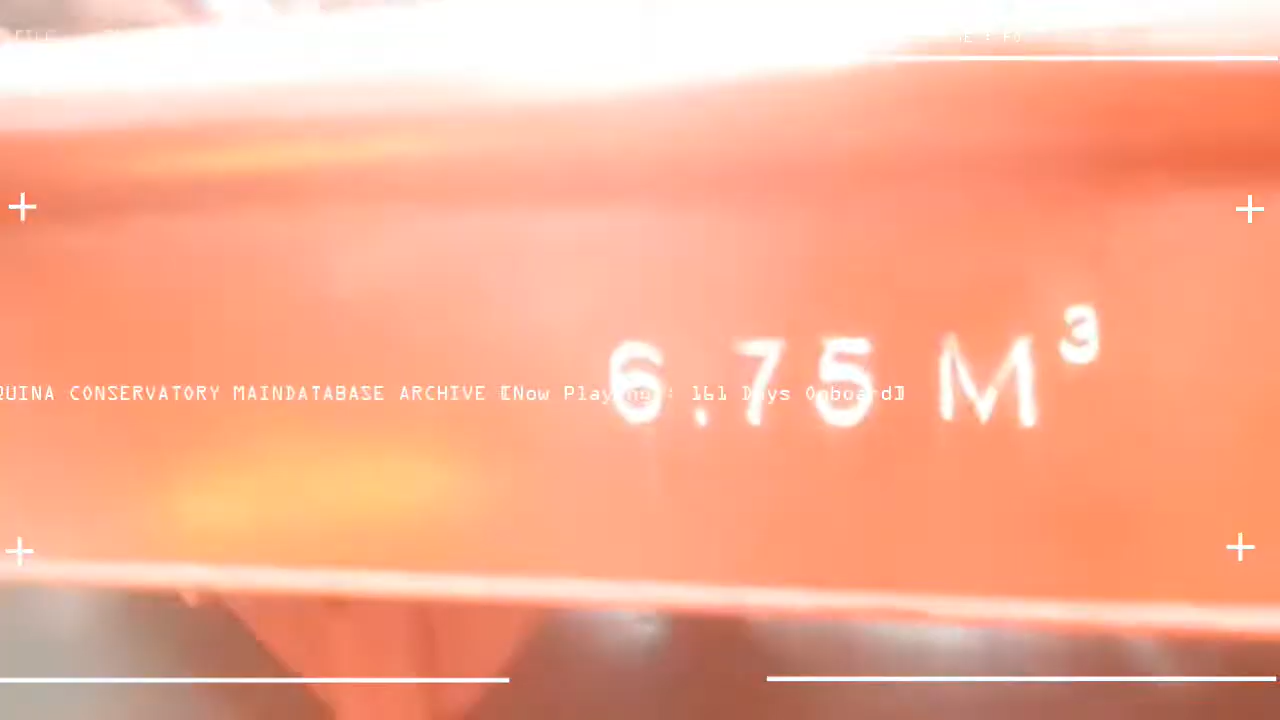 6.75 M³
QUINA CONSERVATORY MAINDATABASE ARCHIVE [Now Playing: 161 Days Onboard]